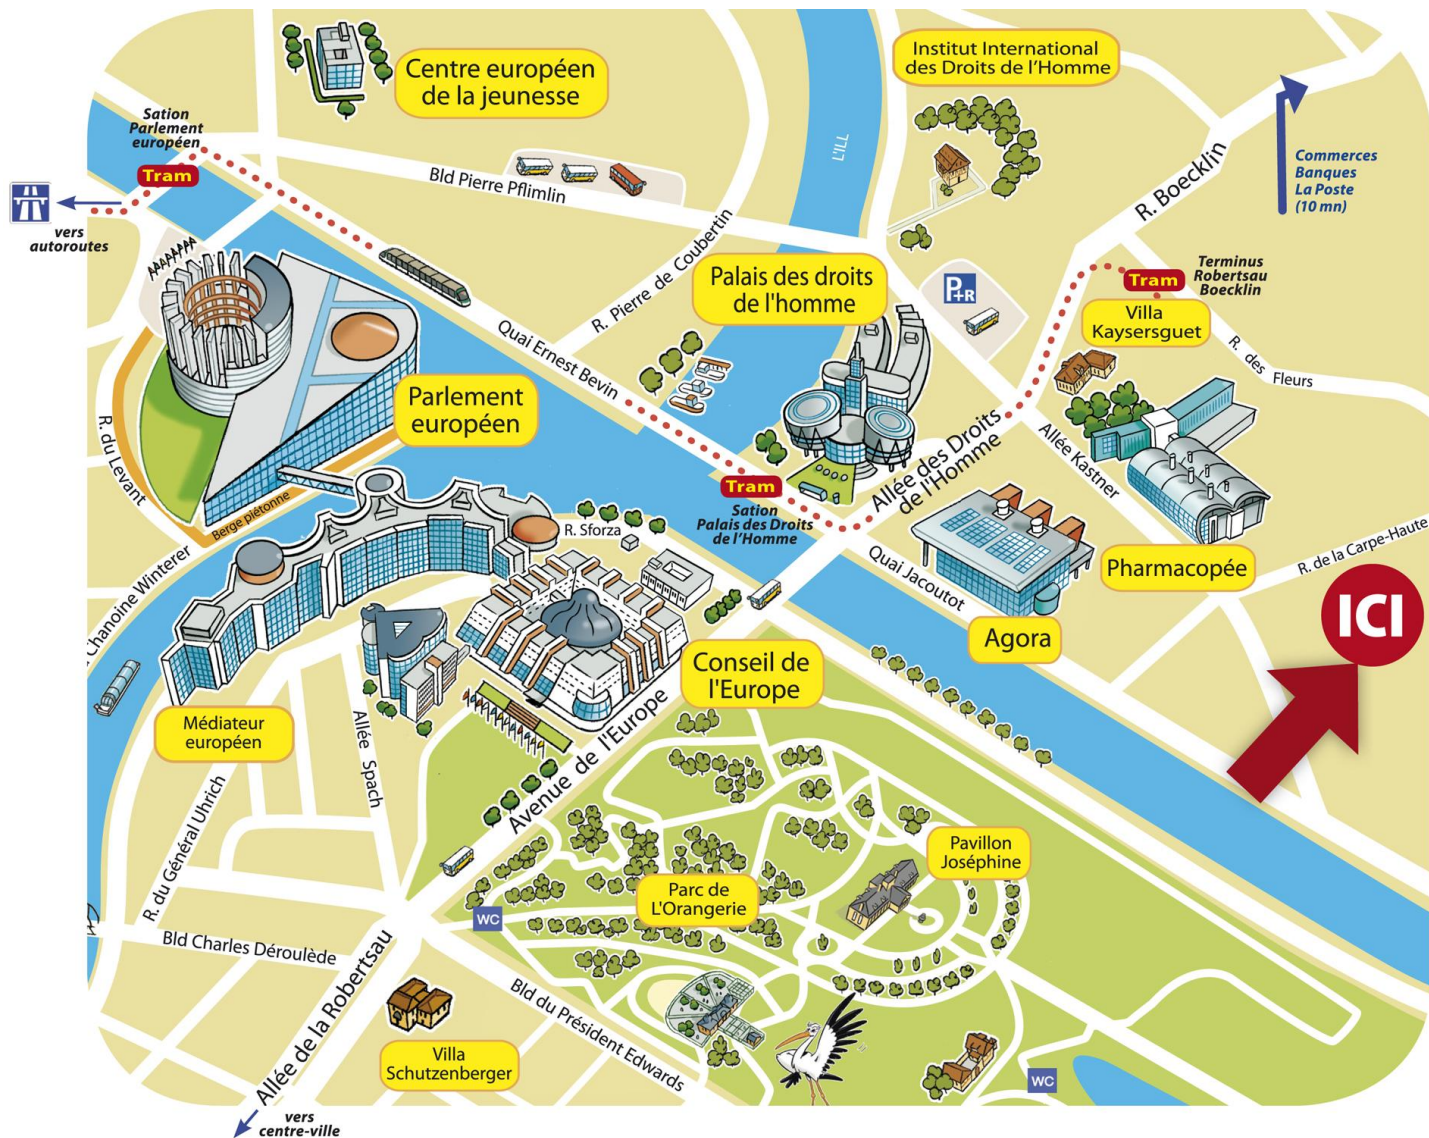 Centre européen
de la jeunesse
Institut International
des Droits de l'Homme
Sation
Parlement
européen
Tram
vers
autoroutes
Bld Pierre Pflimlin
L'ILL
R. Boecklin
Commerces
Banques
La Poste
(10 mn)
Terminus
Robertsau
Boecklin
Tram
Villa
Kaysersguet
R. des Fleurs
P+R
Palais des droits
de l'homme
R. Pierre de Coubertin
Quai Ernest Bevin
Parlement
européen
R. du Levant
Berge piétonne
Chanoine Winterer
Tram
Sation
Palais des Droits
de l'Homme
Allée des Droits
de l'Homme
Allée Kastner
R. Sforza
Quai Jacoutot
Pharmacopée
R. de la Carpe-Haute
ICI
Agora
Conseil de
l'Europe
Médiateur
européen
Allée Spach
R. du Général Uhrich
Avenue de l'Europe
Pavillon
Joséphine
Parc de
L'Orangerie
WC
Bld Charles Déroulède
Allée de la Robertsau
Bld du Président Edwards
Villa
Schutzenberger
WC
vers
centre-ville